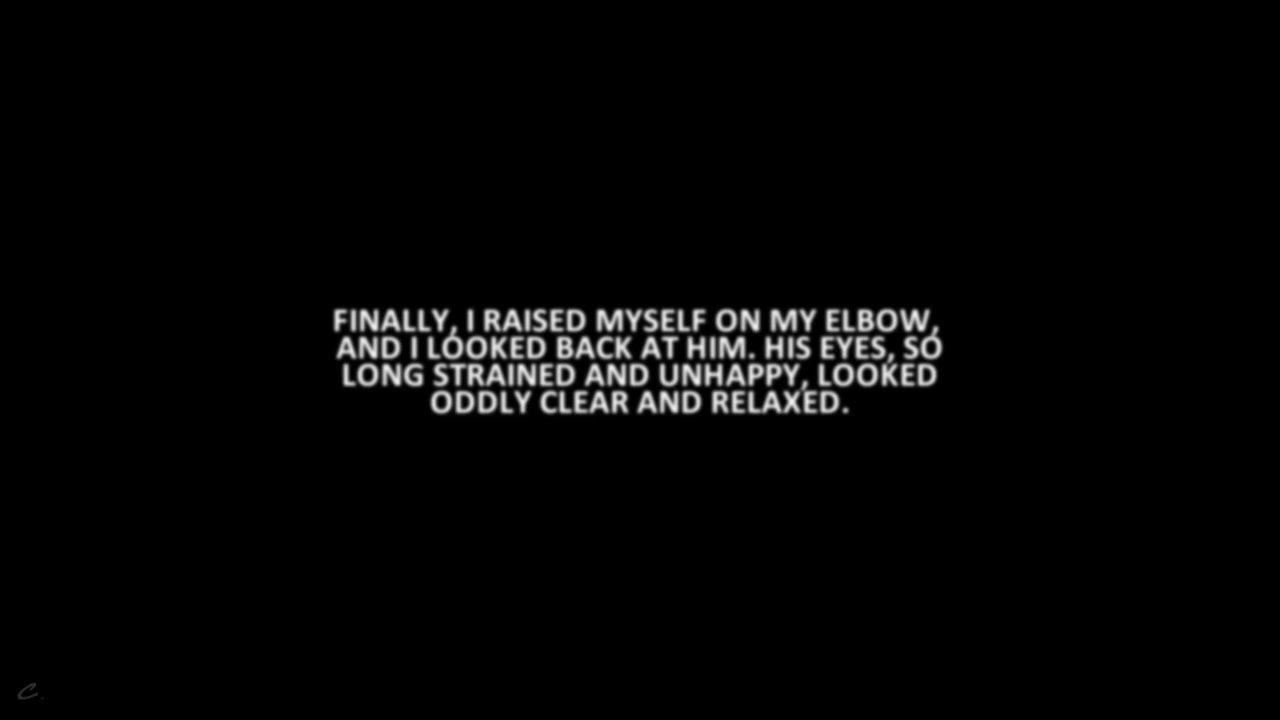 FINALLY, I RAISED MYSELF ON MY ELBOW,
AND I LOOKED BACK AT HIM. HIS EYES, SO
LONG STRAINED AND UNHAPPY, LOOKED
ODDLY CLEAR AND RELAXED.
C.